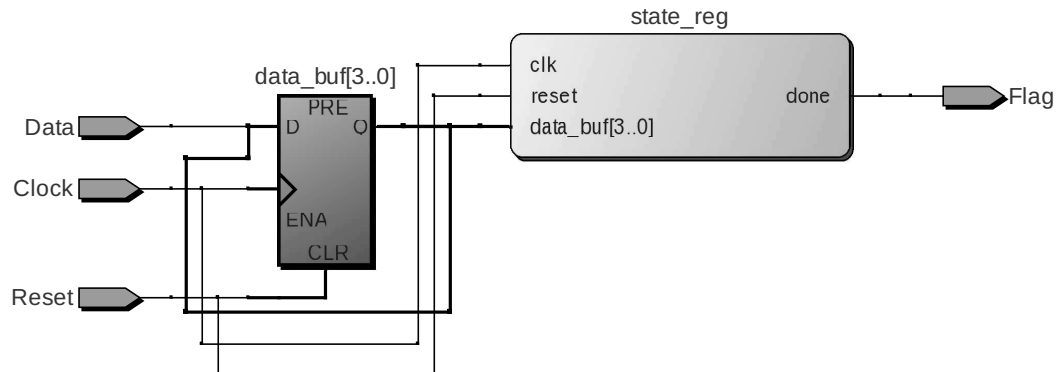 state_reg
data_buf[3..0]
clk
PRE
reset
done
Flag
Data
D
Q
data_buf[3..0]
Clock
ENA
CLR
Reset